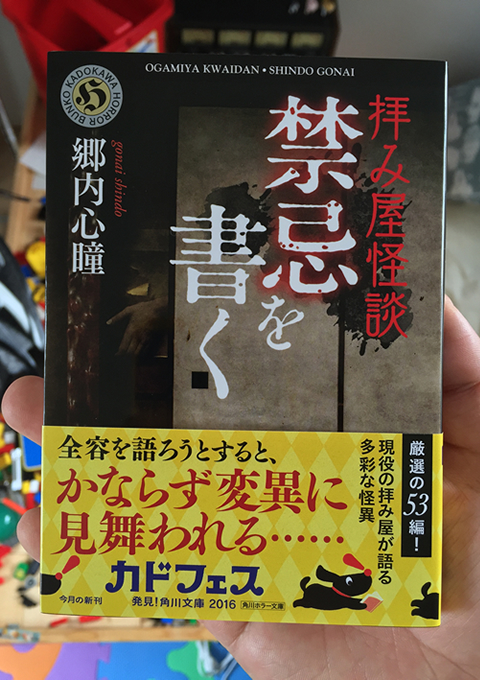 OGAMIYA KWAIDAN・SHINDO GONAI
KADOKAWA HORROR BUNKO
H
拝み屋怪談
禁忌を
書く
郷内心瞳
gonai shindo
厳選の53編!
現役の拝み屋が語る
多彩な怪異
全容を語ろうとすると、
かならず変異に
見舞われる……
カドフェス
今月の新刊
発見!角川文庫 2016
角川ホラー文庫